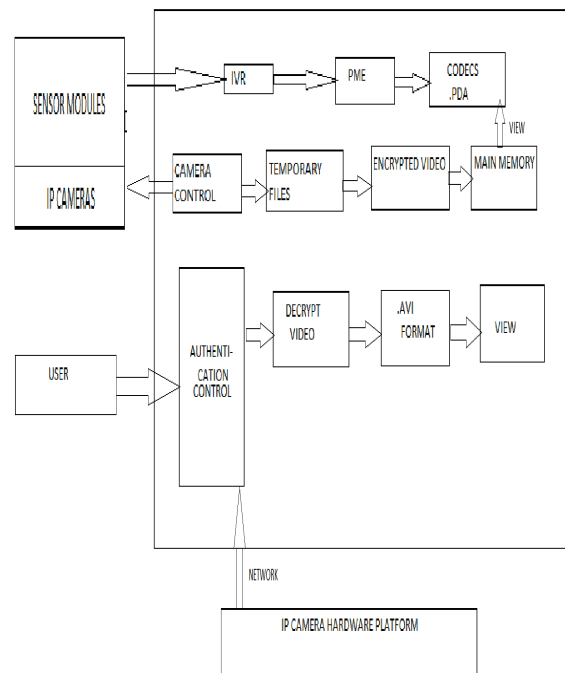 SENSOR MODULES
IVR
PME
CODECS
.PDA
VIEW
IP CAMERAS
CAMERA
CONTROL
TEMPORARY
FILES
ENCRYPTED VIDEO
MAIN MEMORY
USER
AUTHENTI-
CATION
CONTROL
DECRYPT
VIDEO
.AVI
FORMAT
VIEW
NETWORK
IP CAMERA HARDWARE PLATFORM